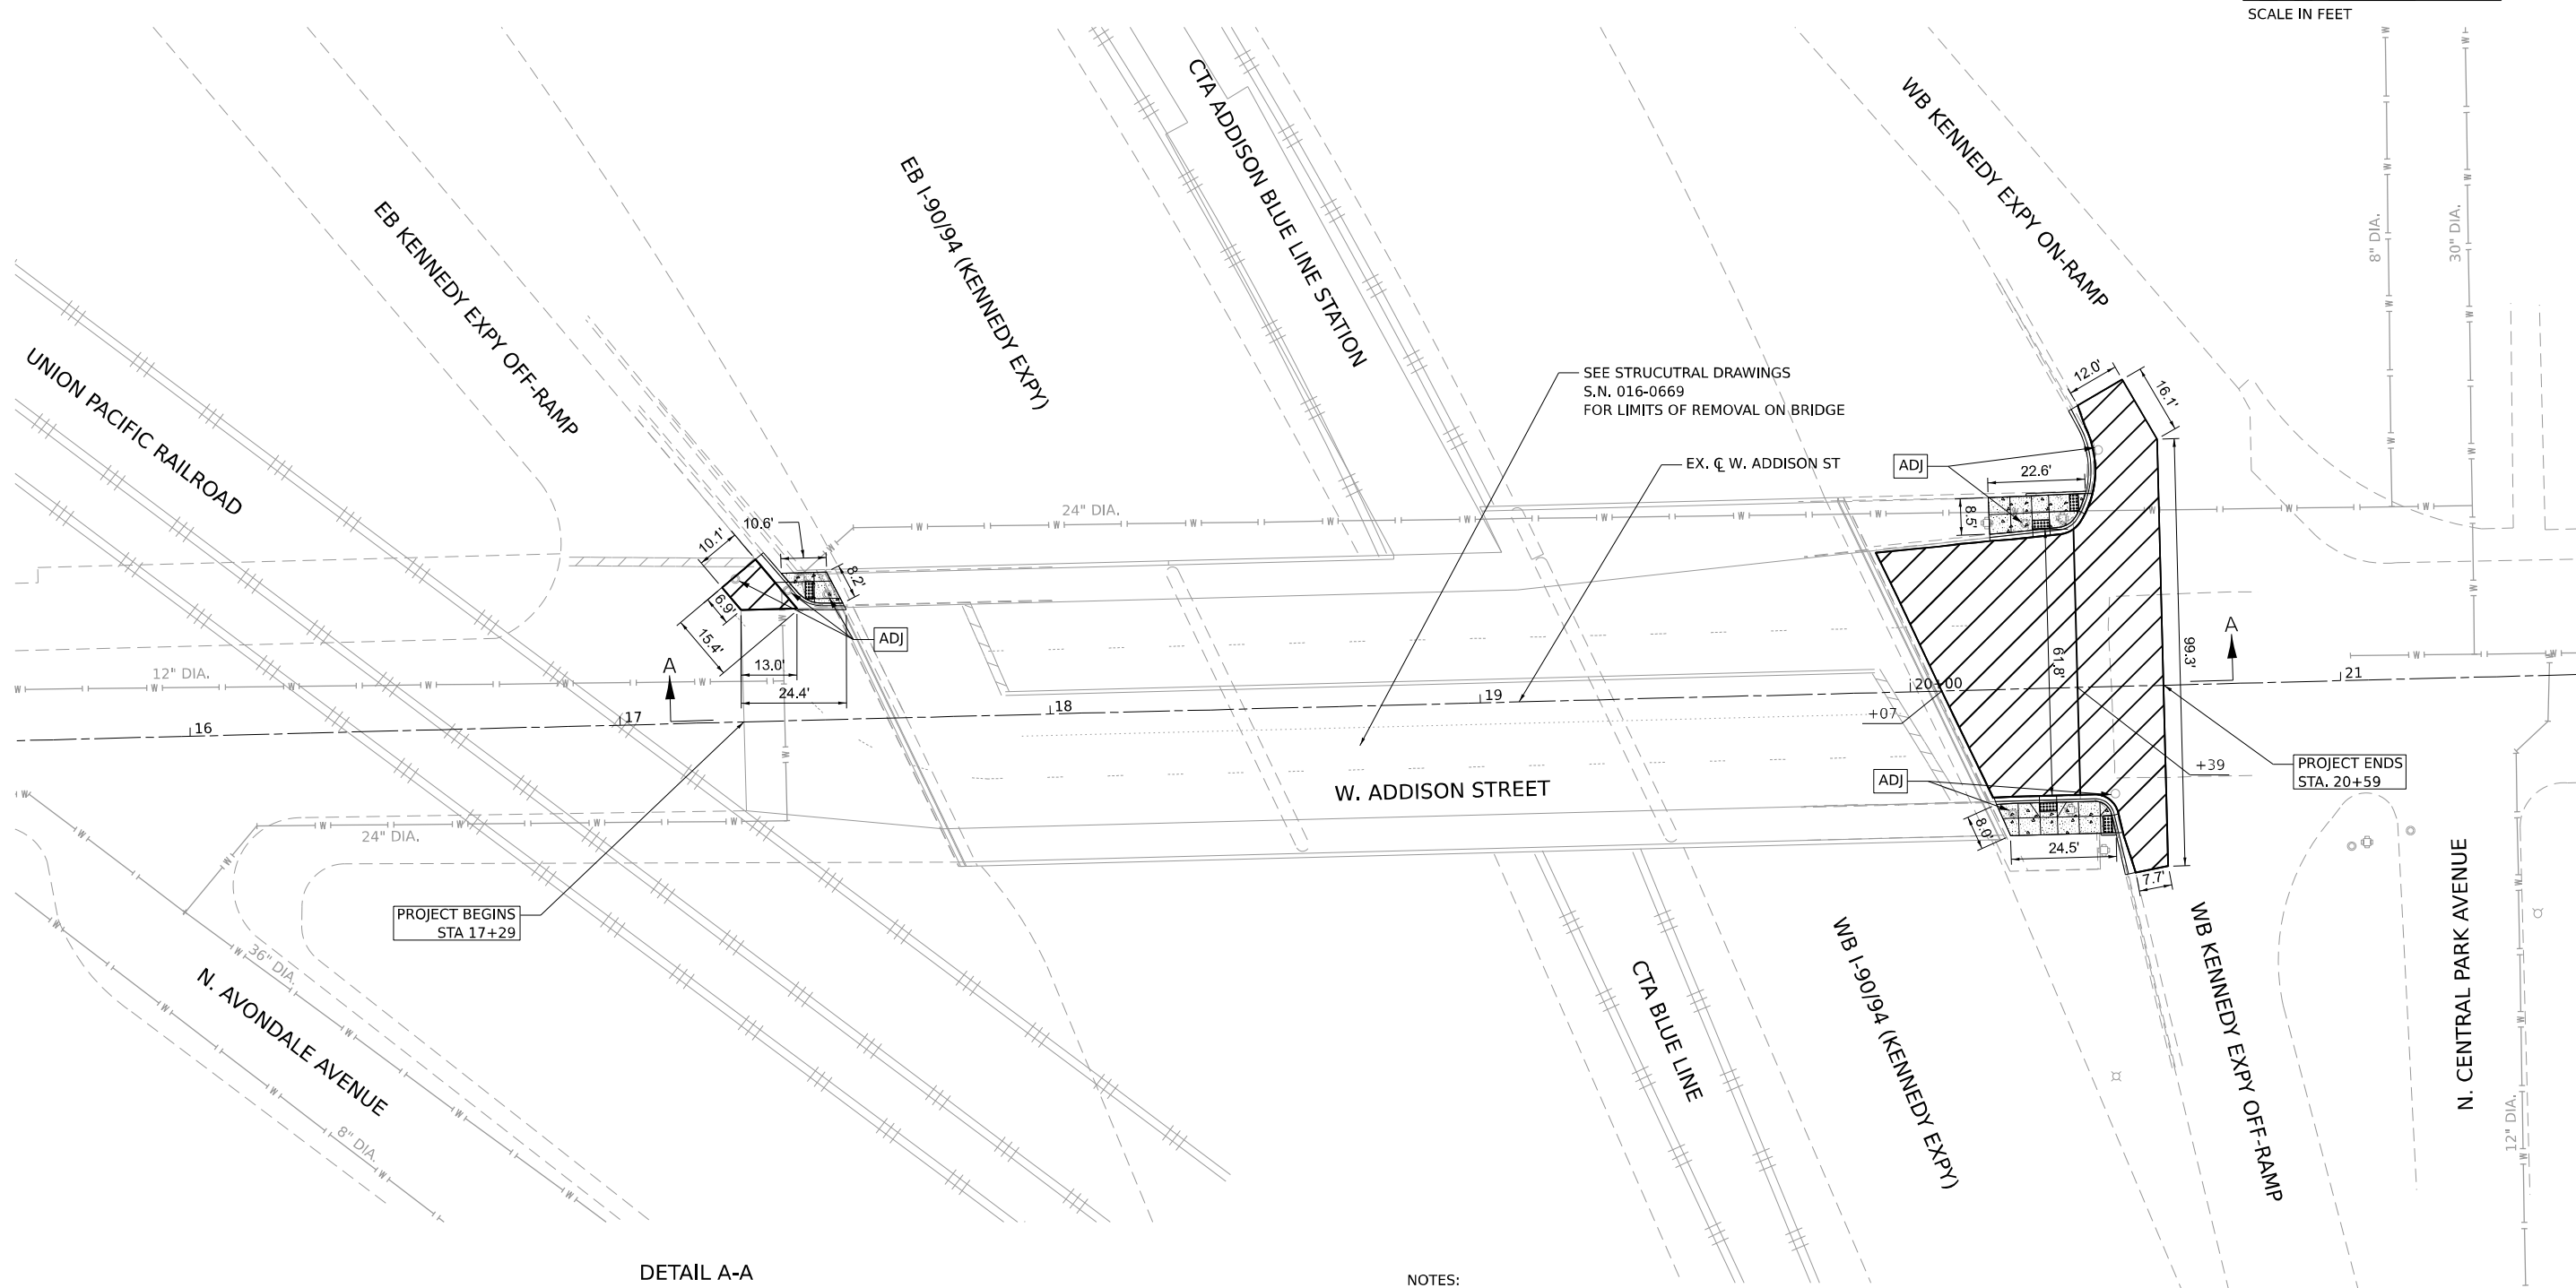 SCALE IN FEET
EB KENNEDY EXPY OFF-RAMP
EB I-90/94 (KENNEDY EXPY)
CTA ADDISON BLUE LINE STATION
WB KENNEDY EXPY ON-RAMP
8" DIA.
30" DIA.
UNION PACIFIC RAILROAD
SEE STRUCUTRAL DRAWINGS
S.N. 016-0669
FOR LIMITS OF REMOVAL ON BRIDGE
EX. ℄ W. ADDISON ST
ADJ
12.0'
16.1'
22.6'
8.5'
24" DIA.
10.6'
10.1'
8.2'
6.9'
15.4'
13.0'
24.4'
ADJ
12" DIA.
A
A
61.8'
99.3'
16
17
18
19
20+00
21
+07
+39
PROJECT ENDS
STA. 20+59
ADJ
W. ADDISON STREET
24" DIA.
8.0'
24.5'
7.7'
PROJECT BEGINS
STA 17+29
36" DIA.
N. AVONDALE AVENUE
8" DIA.
CTA BLUE LINE
WB I-90/94 (KENNEDY EXPY)
WB KENNEDY EXPY OFF-RAMP
N. CENTRAL PARK AVENUE
12" DIA.
DETAIL A-A
NOTES: